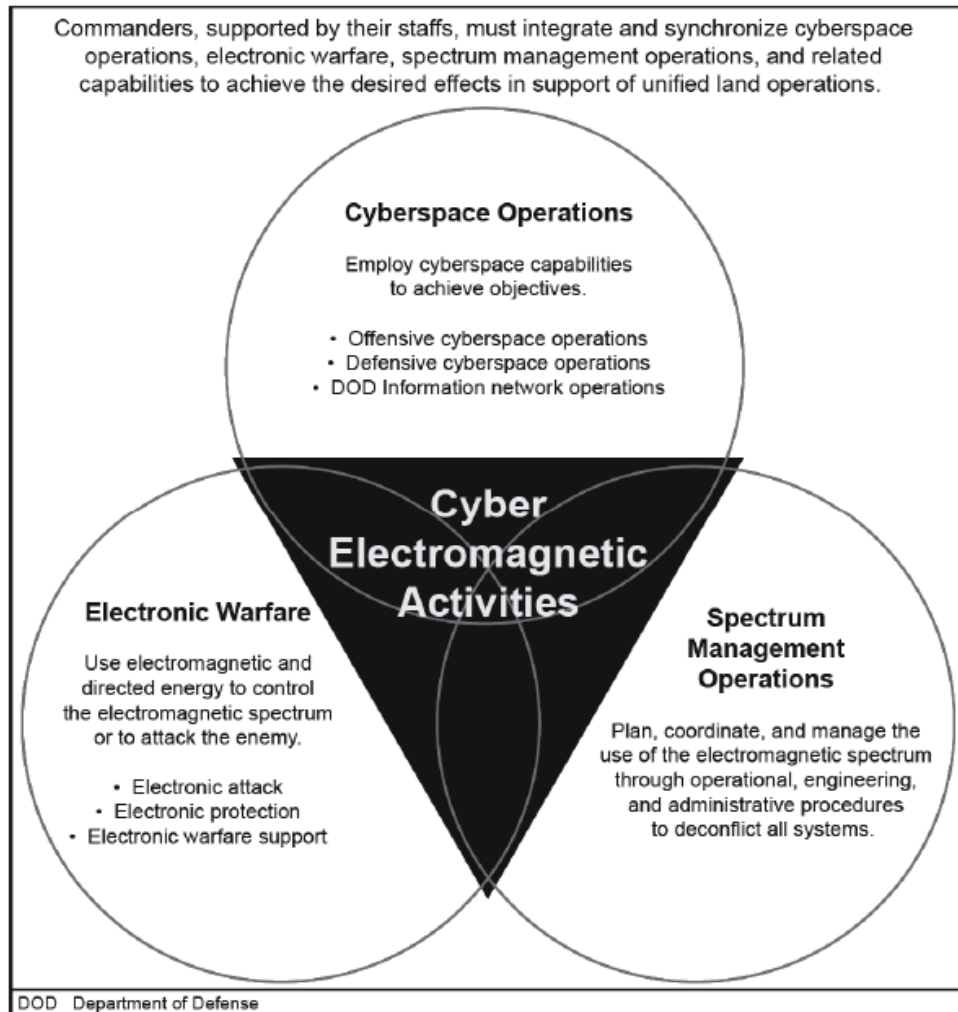 Commanders, supported by their staffs, must integrate and synchronize cyberspace
operations, electronic warfare, spectrum management operations, and related
capabilities to achieve the desired effects in support of unified land operations.
Cyberspace Operations
Employ cyberspace capabilities
to achieve objectives.
• Offensive cyberspace operations
• Defensive cyberspace operations
• DOD Information network operations
Cyber
Electromagnetic
Activities
Electronic Warfare
Use electromagnetic and
directed energy to control
the electromagnetic spectrum
or to attack the enemy.
• Electronic attack
• Electronic protection
• Electronic warfare support
Spectrum
Management
Operations
Plan, coordinate, and manage the
use of the electromagnetic spectrum
through operational, engineering,
and administrative procedures
to deconflict all systems.
DOD Department of Defense